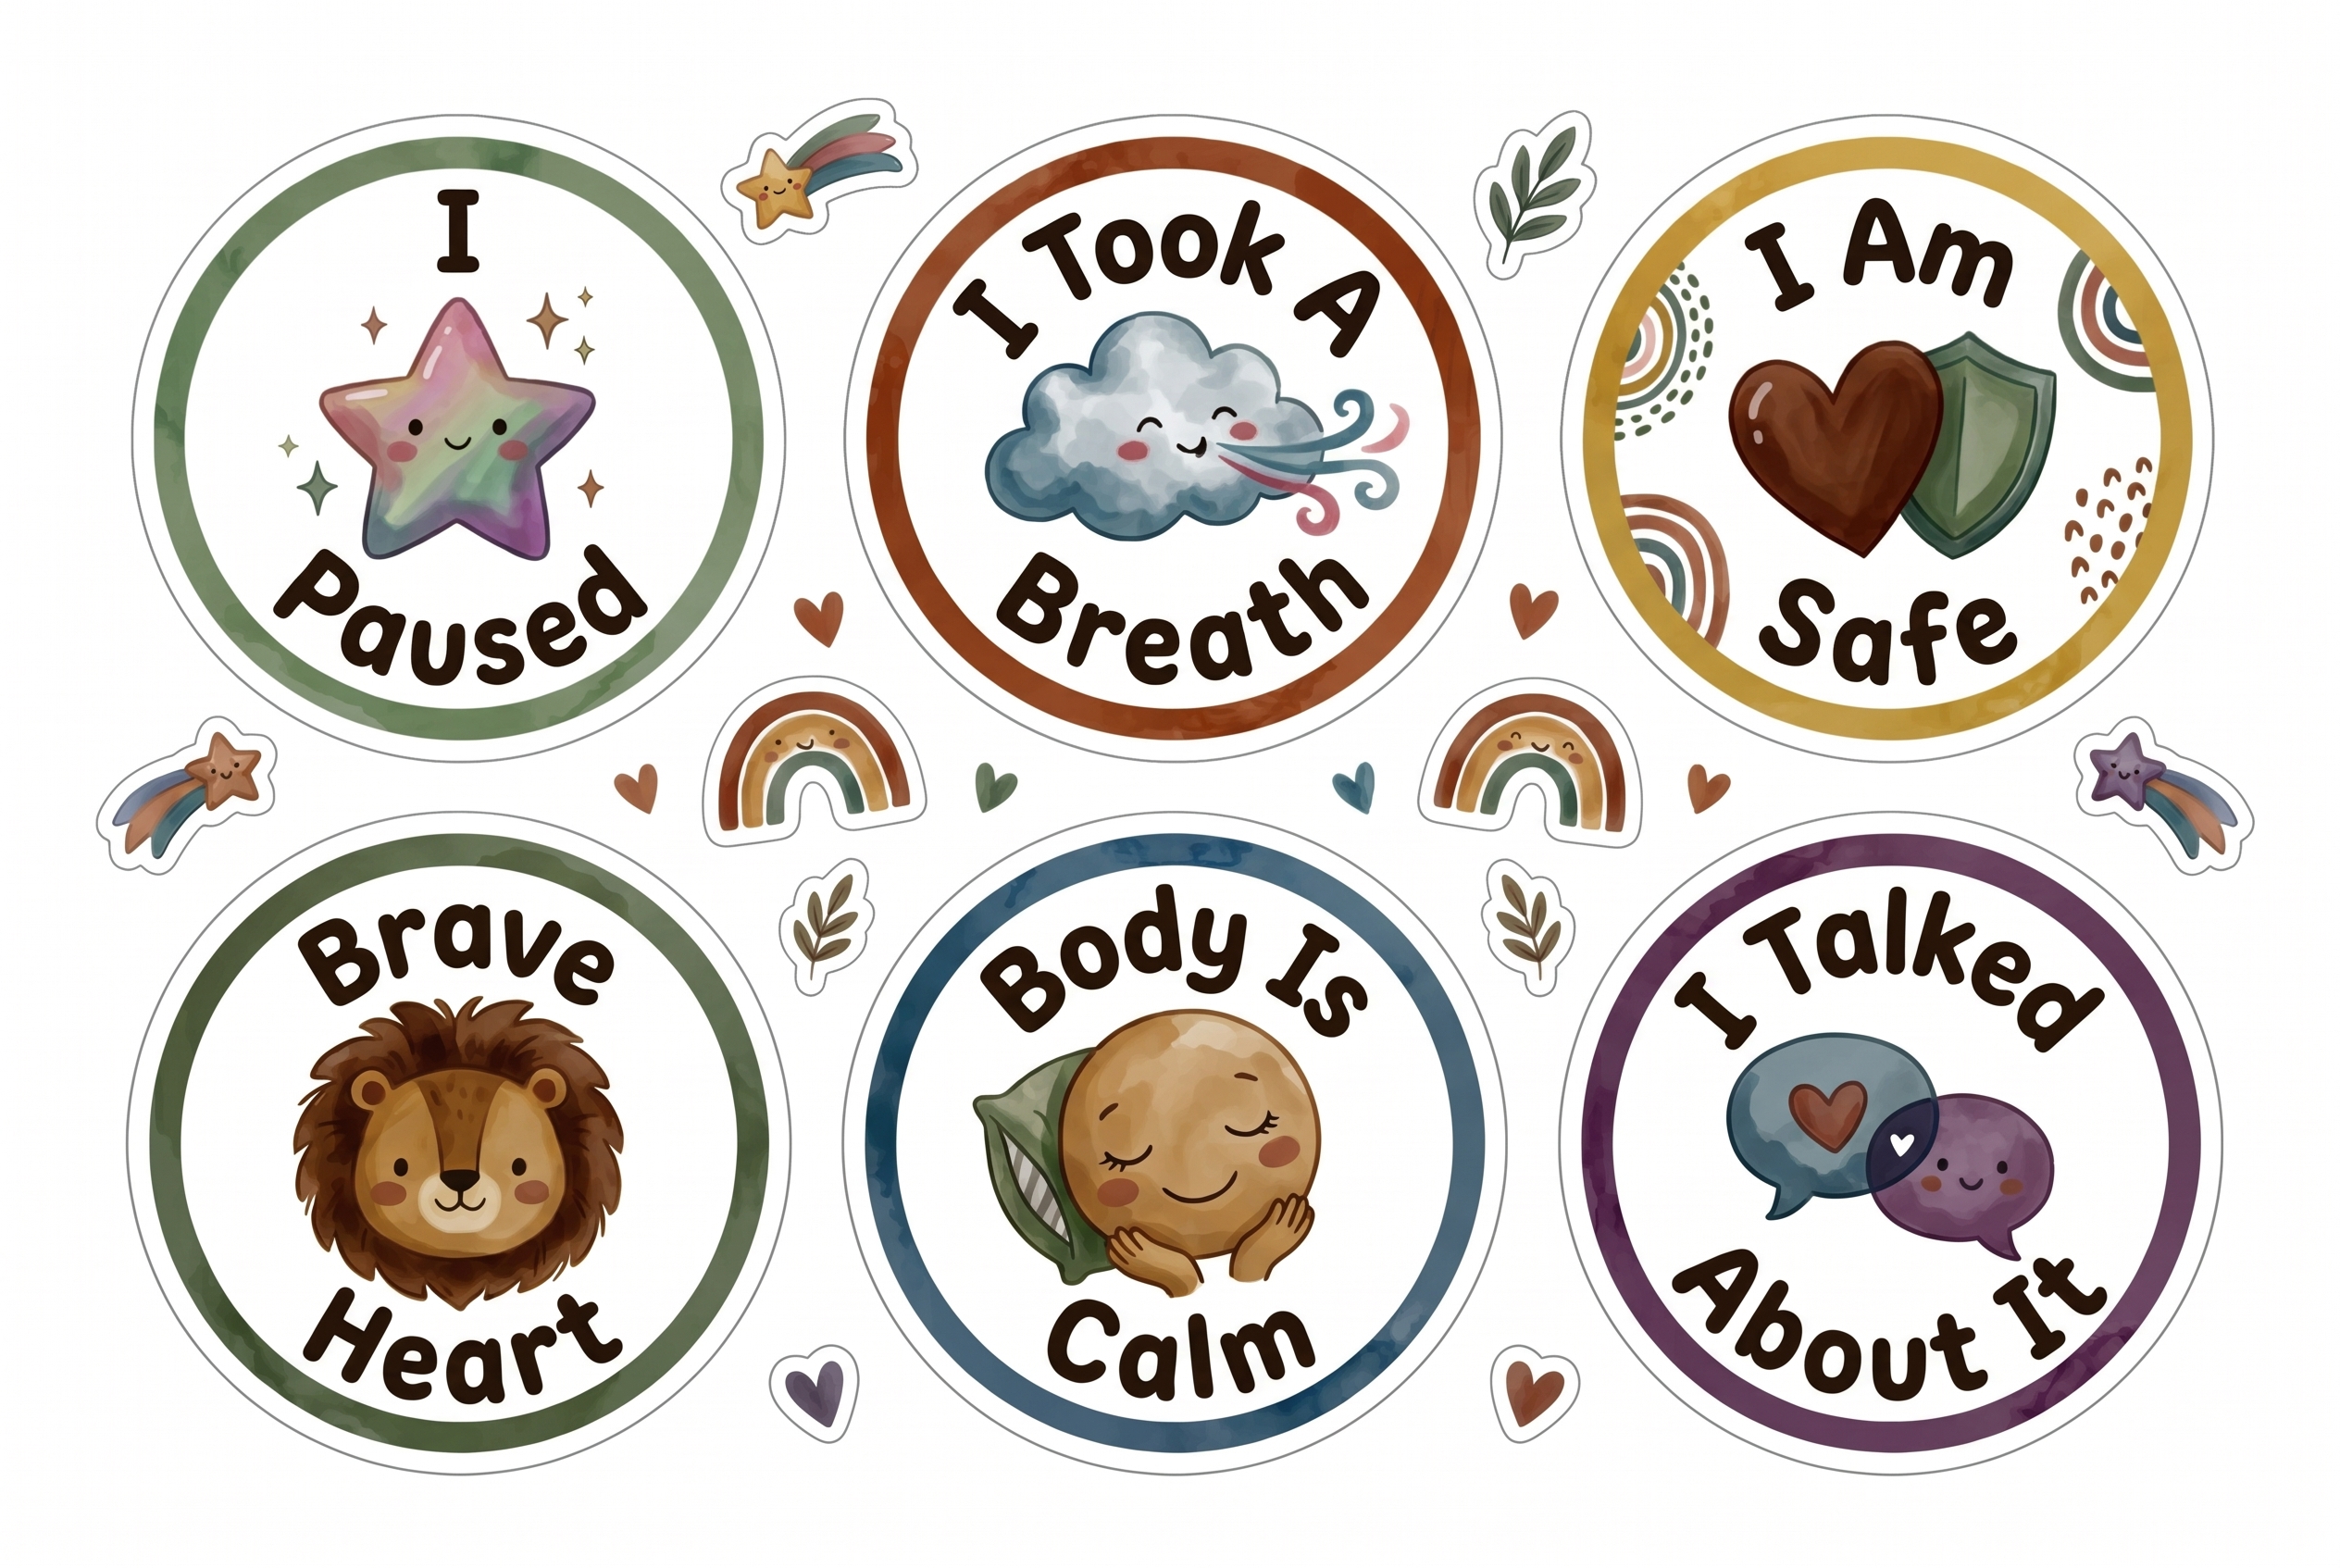 I
Paused
I Took A
Breath
I Am
Safe
Brave
Heart
Body Is
Calm
I Talked
About It